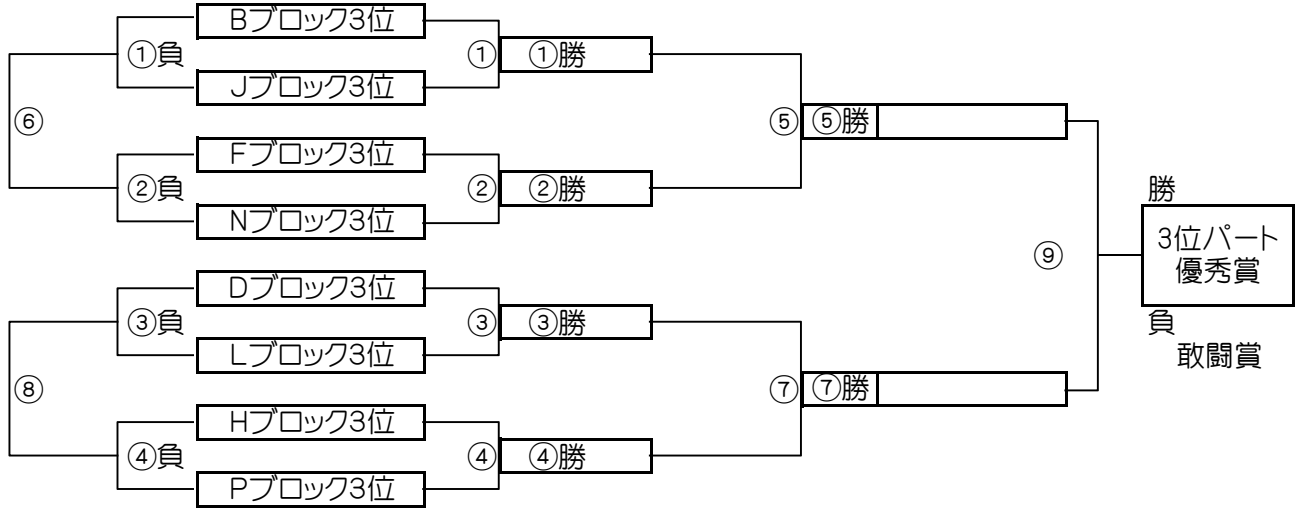 Bブロック3位
①負
①
①勝
Jブロック3位
⑥
⑤
⑤勝
Fブロック3位
②負
②
②勝
Nブロック3位
勝
3位パート
優秀賞
⑨
負
敢闘賞
Dブロック3位
③負
③
③勝
Lブロック3位
⑧
⑦
⑦勝
Hブロック3位
④負
④
④勝
Pブロック3位